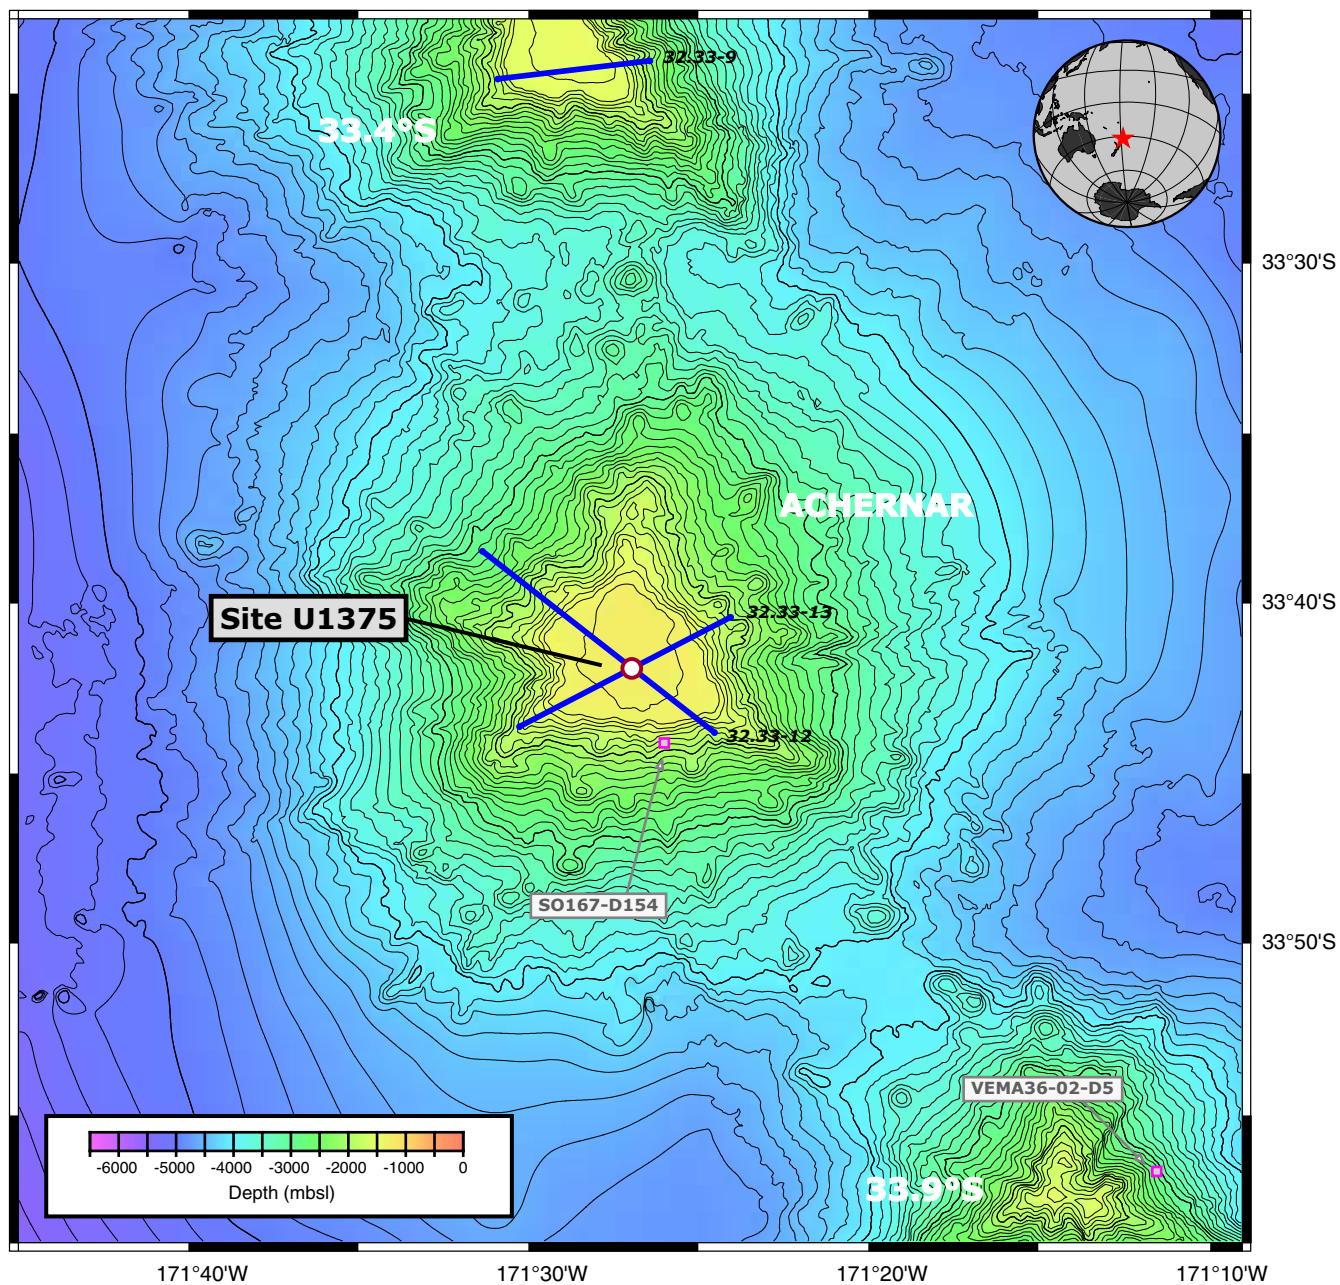 32.33-9
33.4°S
33°30'S
ACHERNAR
33°40'S
Site U1375
32.33-13
32.33-12
SO167-D154
33°50'S
VEMA36-02-D5
33.9°S
-6000 -5000 -4000 -3000 -2000 -1000 0
Depth (mbsl)
171°40'W 171°30'W 171°20'W 171°10'W